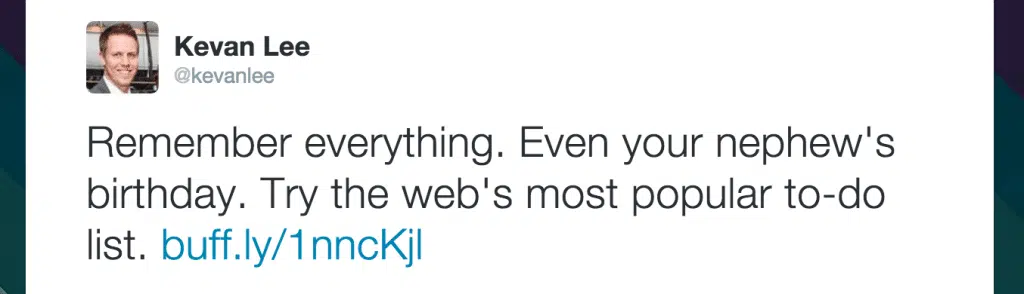 Kevan Lee
@kevanlee
Remember everything. Even your nephew's
birthday. Try the web's most popular to-do
list. buff.ly/1nncKjl